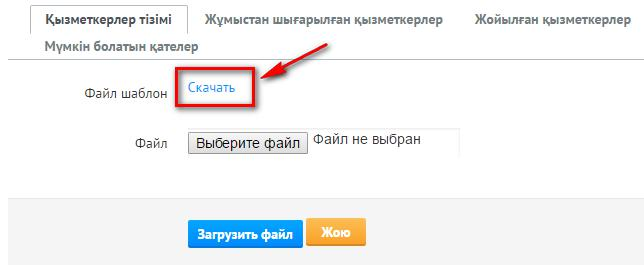 Қызметкерлер тізімі Жұмыстан шығарылған қызметкерлер Жойылған қызметкерлер
Мүмкін болатын қателер
Файл шаблон Скачать
Файл Выберите файл Файл не выбран
Загрузить файл Жою